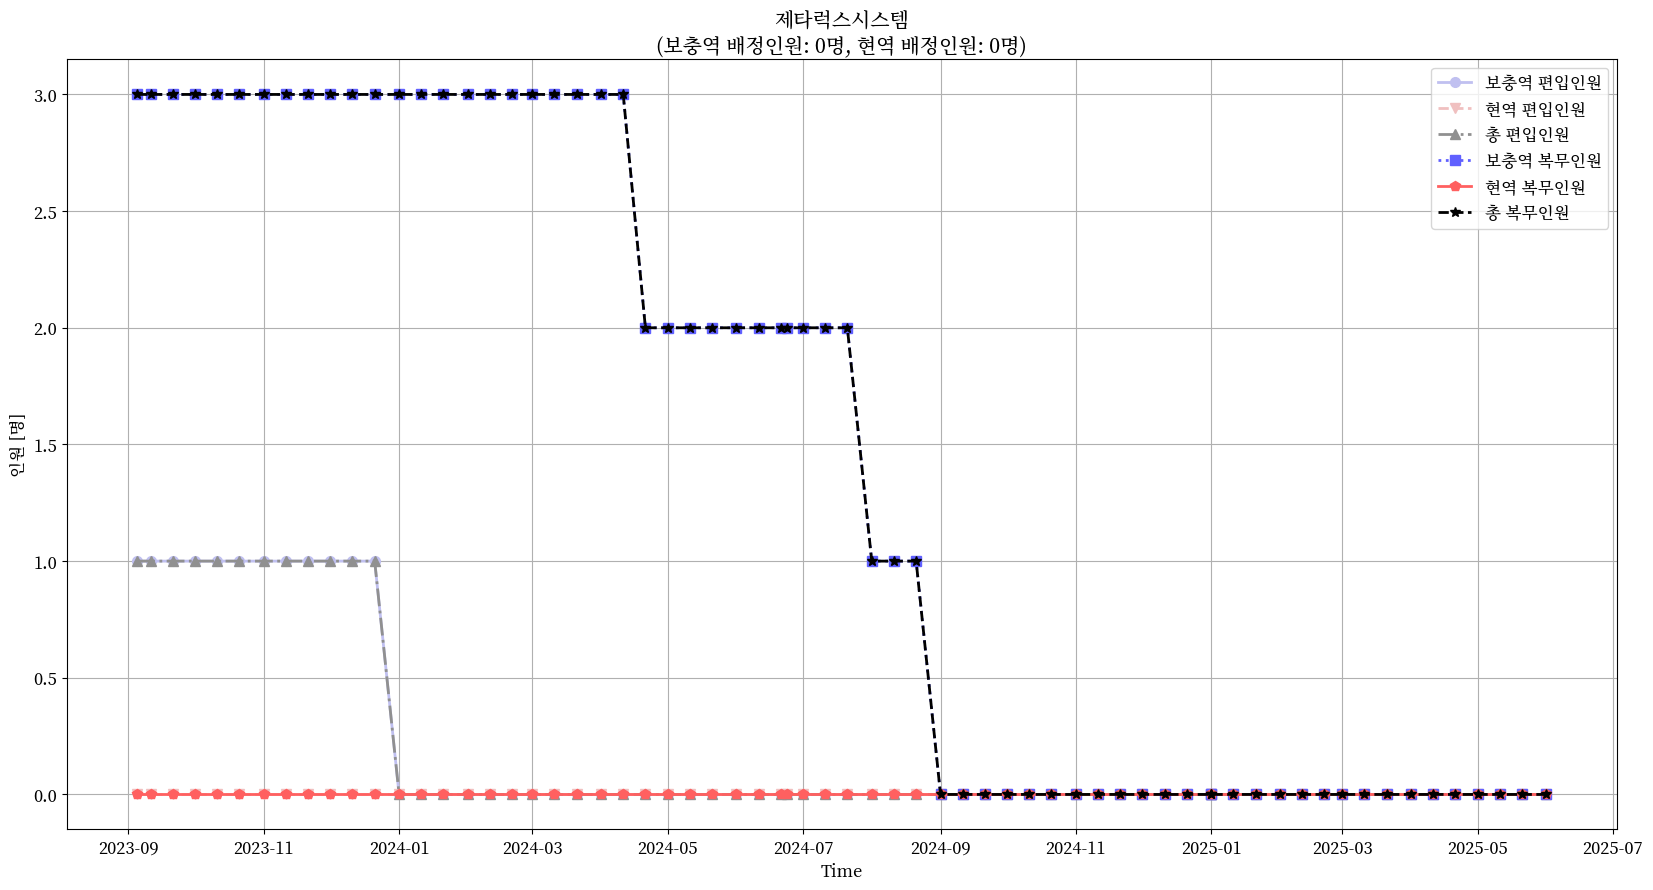 제타럭스시스템
(보충역 배정인원: 0명, 현역 배정인원: 0명)
보충역 편입인원
현역 편입인원
총 편입인원
보충역 복무인원
현역 복무인원
총 복무인원
인원 [명]
3.0
2.5
2.0
1.5
1.0
0.5
0.0
2023-09
2023-11
2024-01
2024-03
2024-05
2024-07
2024-09
2024-11
2025-01
2025-03
2025-05
2025-07
Time